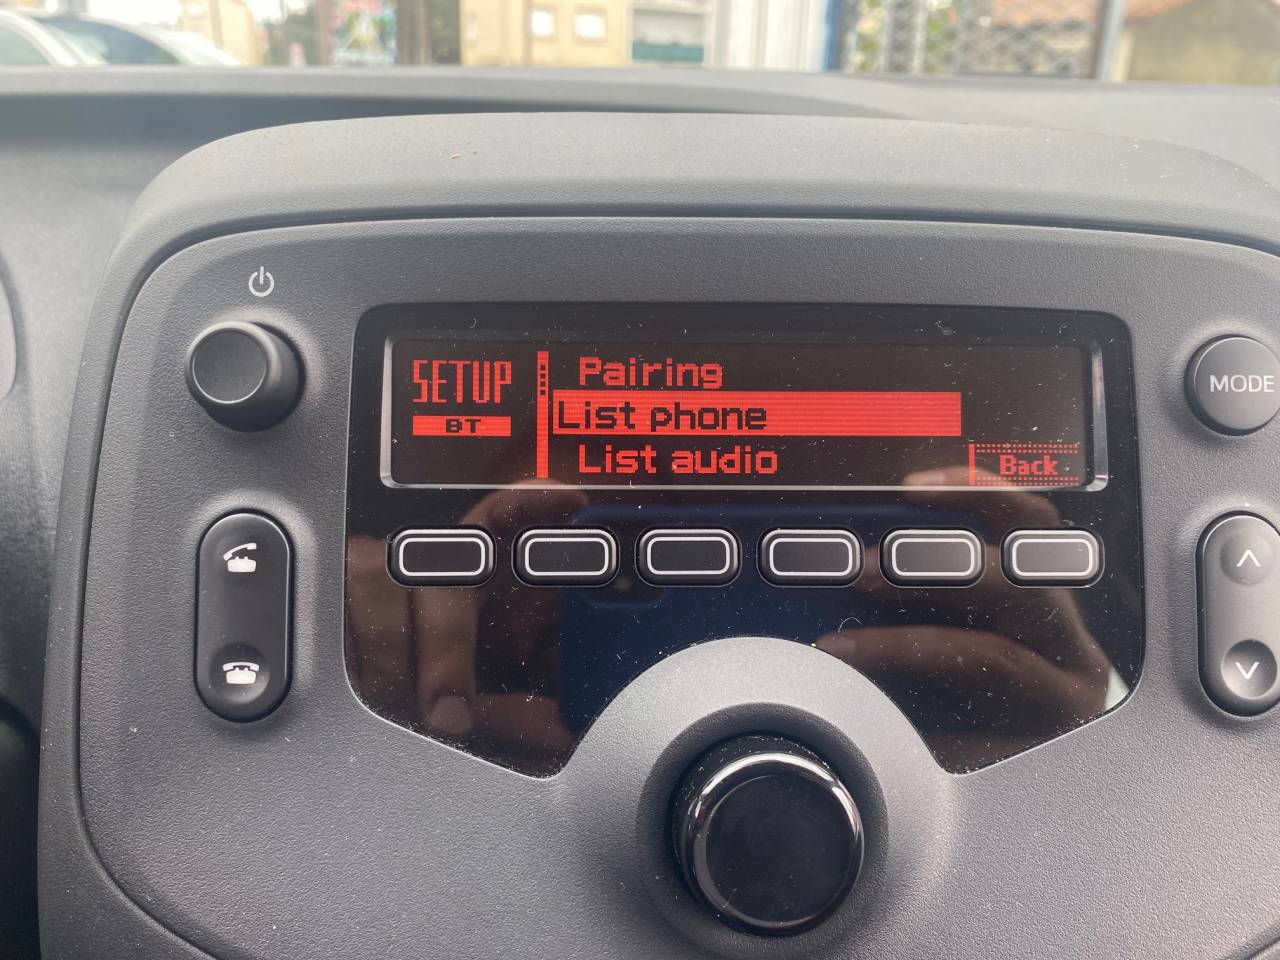 SETUP
BT
Pairing
List phone
List audio
Back
MODE